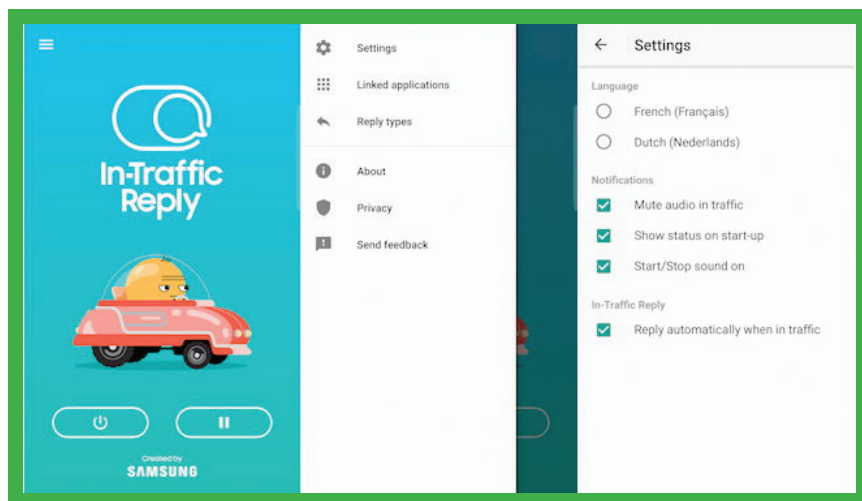 In-Traffic
Reply
Created by
SAMSUNG
Settings
Linked applications
Reply types
About
Privacy
Send feedback
Settings
Language
French (Français)
Dutch (Nederlands)
Notifications
Mute audio in traffic
Show status on start-up
Start/Stop sound on
In-Traffic Reply
Reply automatically when in traffic